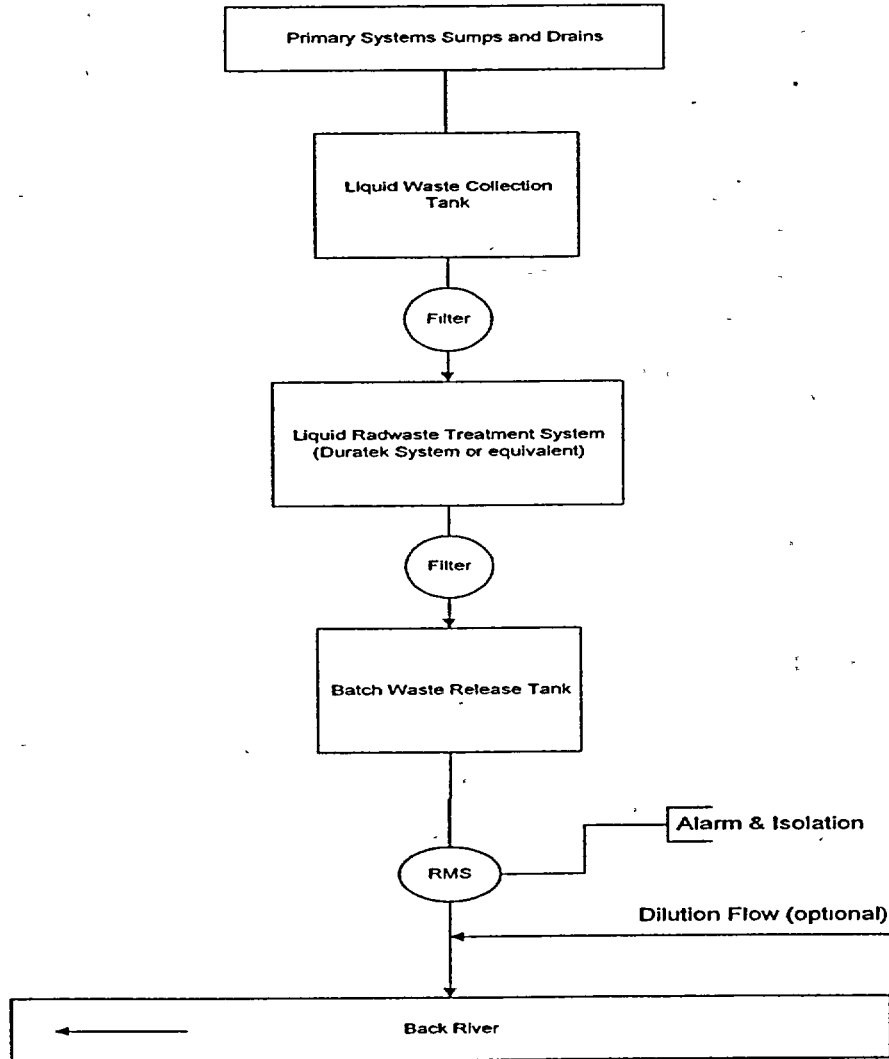 Primary Systems Sumps and Drains
Liquid Waste Collection
Tank
Filter
Liquid Radwaste Treatment System
(Duratek System or equivalent)
Filter
Batch Waste Release Tank
Alarm & Isolation
RMS
Dilution Flow (optional)
Back River